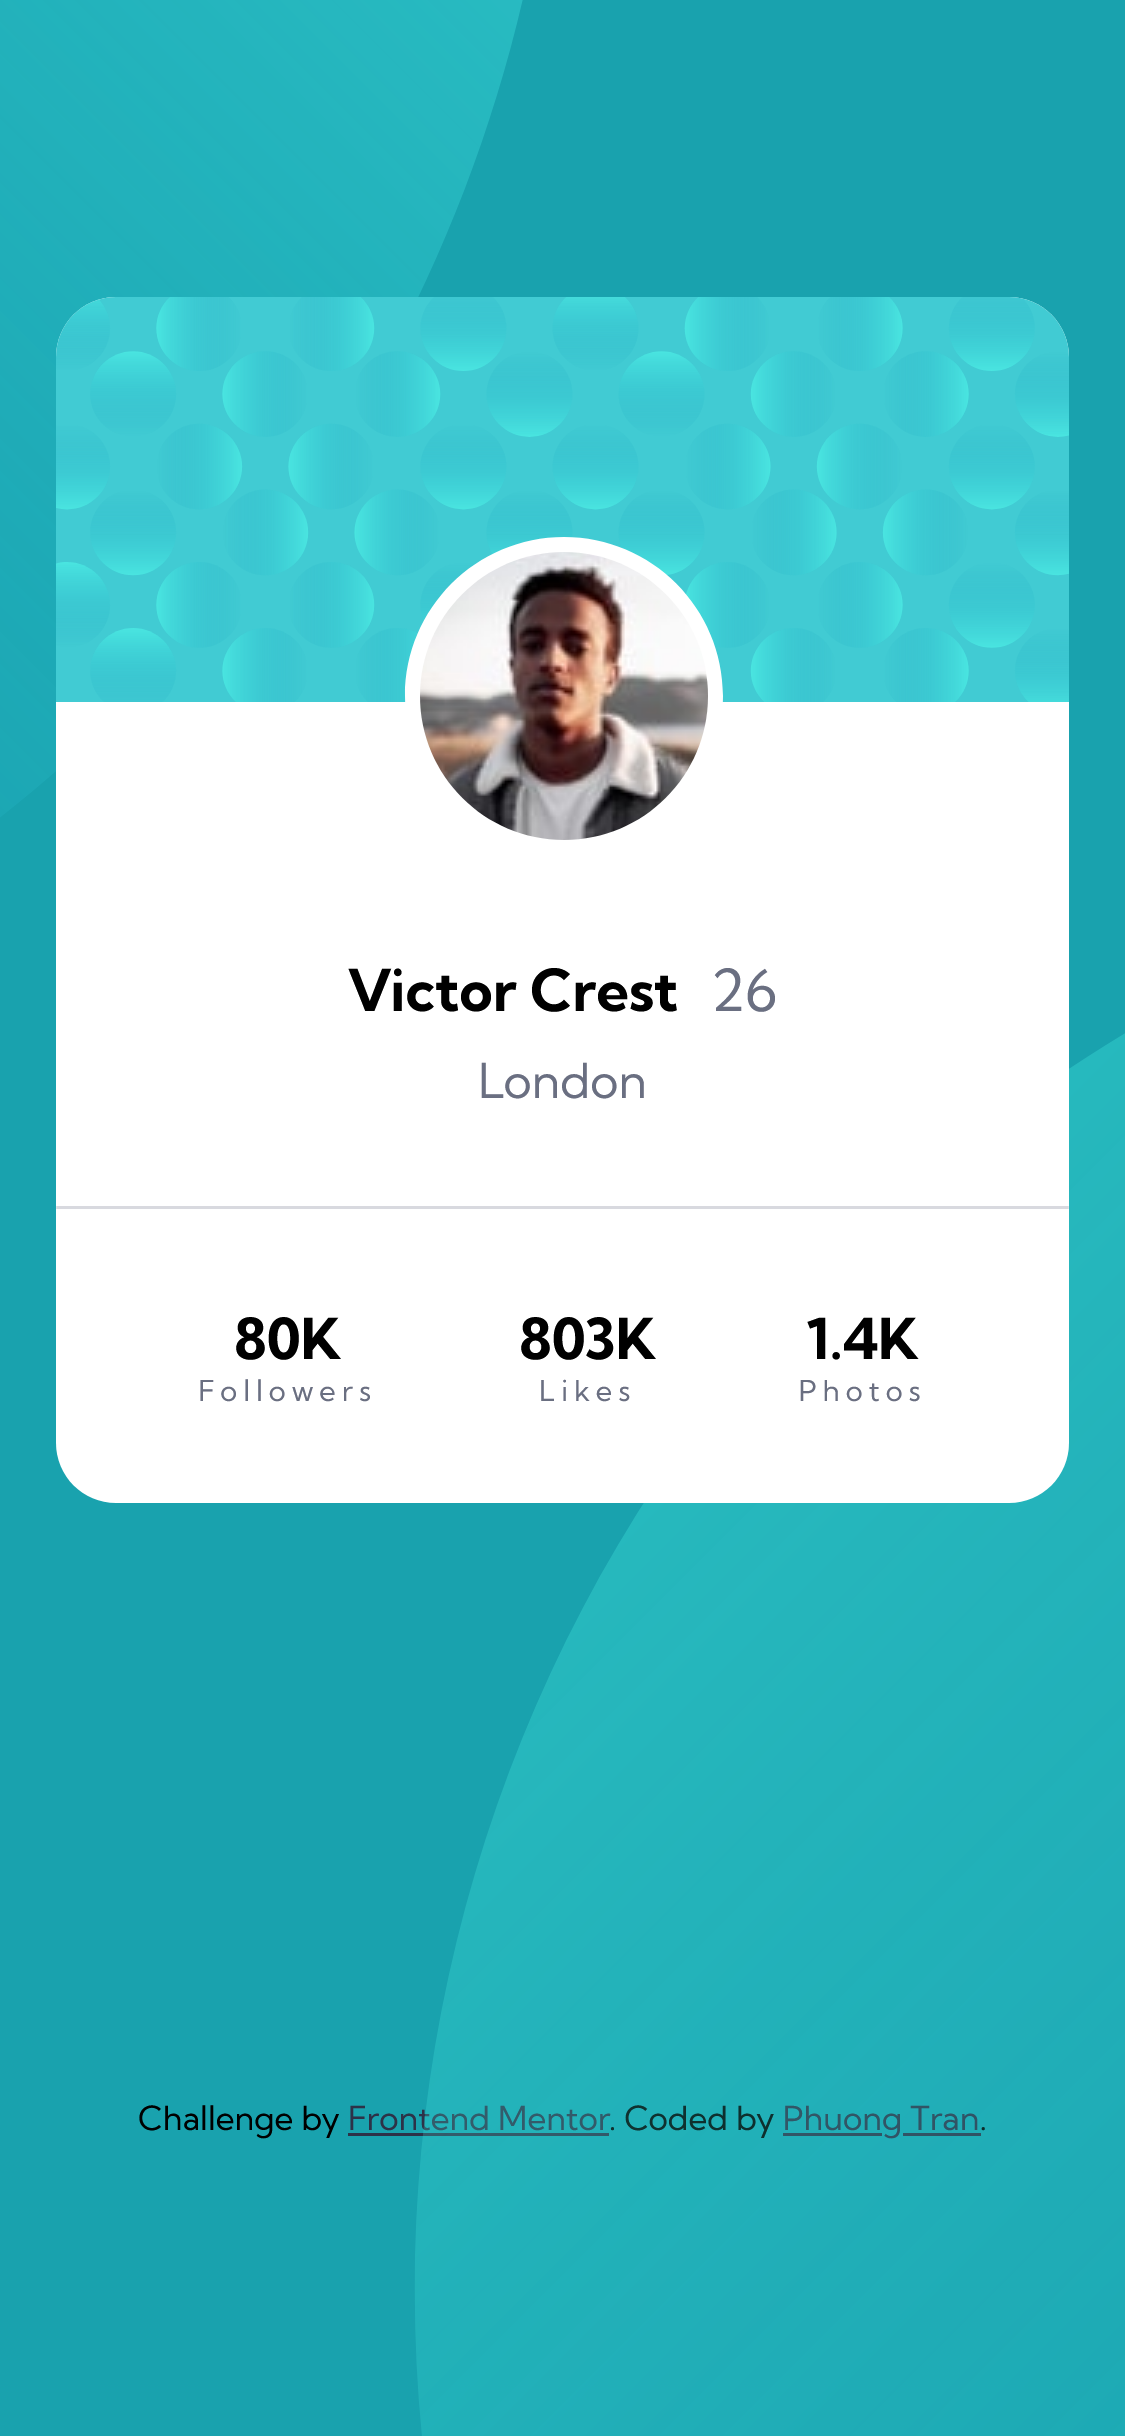 Victor Crest 26
London
80K 803K 1.4K
Followers Likes Photos
Challenge by Frontend Mentor. Coded by Phuong Tran.